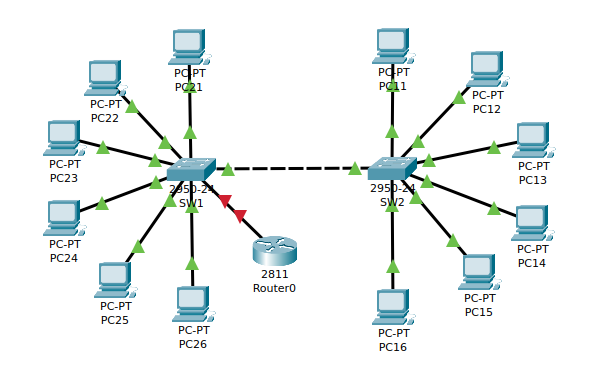 PC-PT
PC21
PC-PT
PC11
PC-PT
PC22
PC-PT
PC12
PC-PT
PC23
PC-PT
PC13
2950-24
SW1
2950-24
SW2
PC-PT
PC24
PC-PT
PC14
2811
Router0
PC-PT
PC25
PC-PT
PC15
PC-PT
PC26
PC-PT
PC16